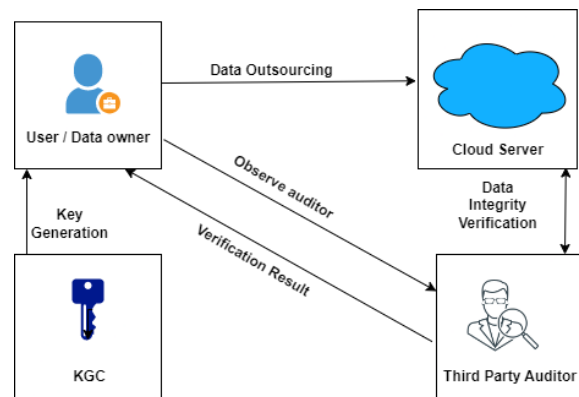 User / Data owner
Data Outsourcing
Cloud Server
Key
Generation
Observe auditor
Verification Result
Data
Integrity
Verification
KGC
Third Party Auditor